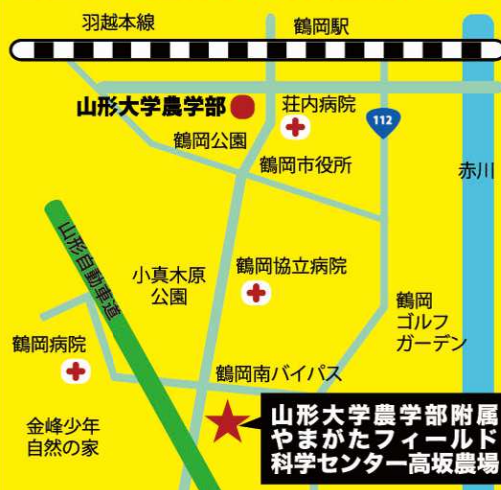 羽越本線
鶴岡駅
山形大学農学部
荘内病院
112
鶴岡公園
鶴岡市役所
赤川
山形自動車道
小真木原
公園
鶴岡協立病院
鶴岡
ゴルフ
ガーデン
鶴岡病院
鶴岡南バイパス
金峰少年
自然の家
山形大学農学部附属
やまがたフィールド
科学センター高坂農場